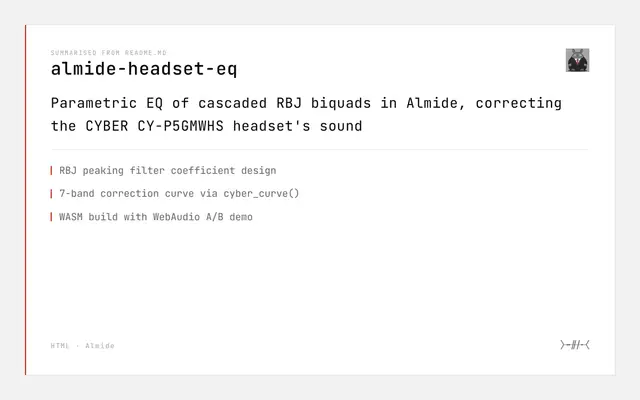 SUMMARISED FROM README.MD
almide-headset-eq
Parametric EQ of cascaded RBJ biquads in Almide, correcting
the CYBER CY-P5GMWHS headset's sound
RBJ peaking filter coefficient design
7-band correction curve via cyber_curve()
WASM build with WebAudio A/B demo
HTML · Almide